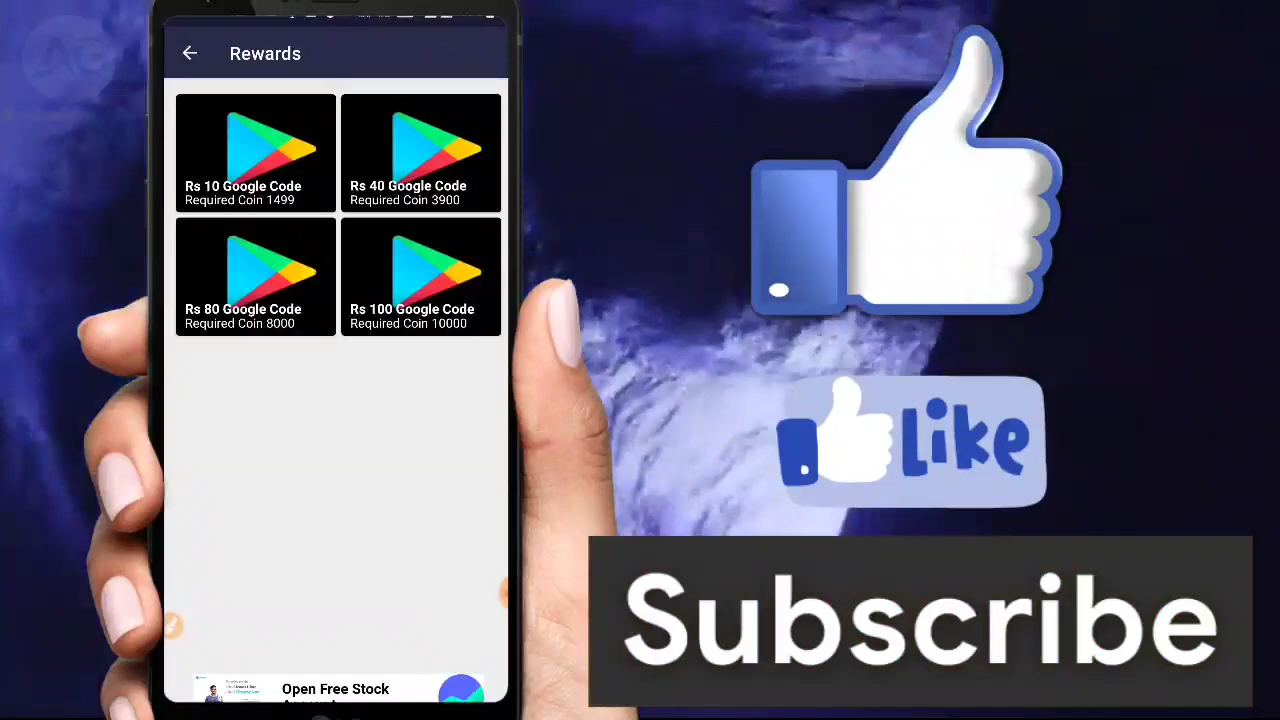 Rewards
Rs 10 Google Code
Required Coin 1499
Rs 40 Google Code
Required Coin 3900
Rs 80 Google Code
Required Coin 8000
Rs 100 Google Code
Required Coin 10000
Open Free Stock
Like
Subscribe